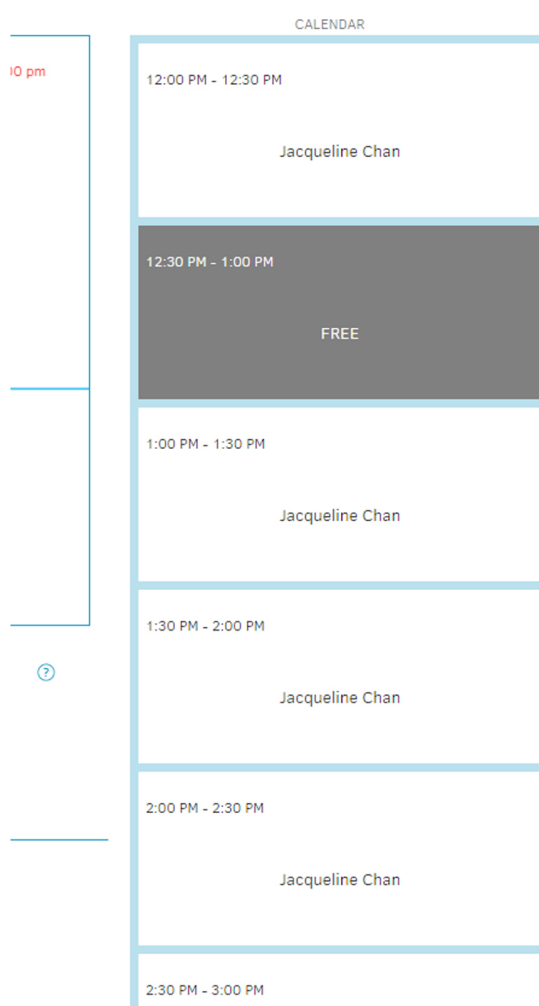 CALENDAR
pm
12:00 PM - 12:30 PM
Jacqueline Chan
12:30 PM - 1:00 PM
FREE
1:00 PM - 1:30 PM
Jacqueline Chan
1:30 PM - 2:00 PM
Jacqueline Chan
?
2:00 PM - 2:30 PM
Jacqueline Chan
2:30 PM - 3:00 PM